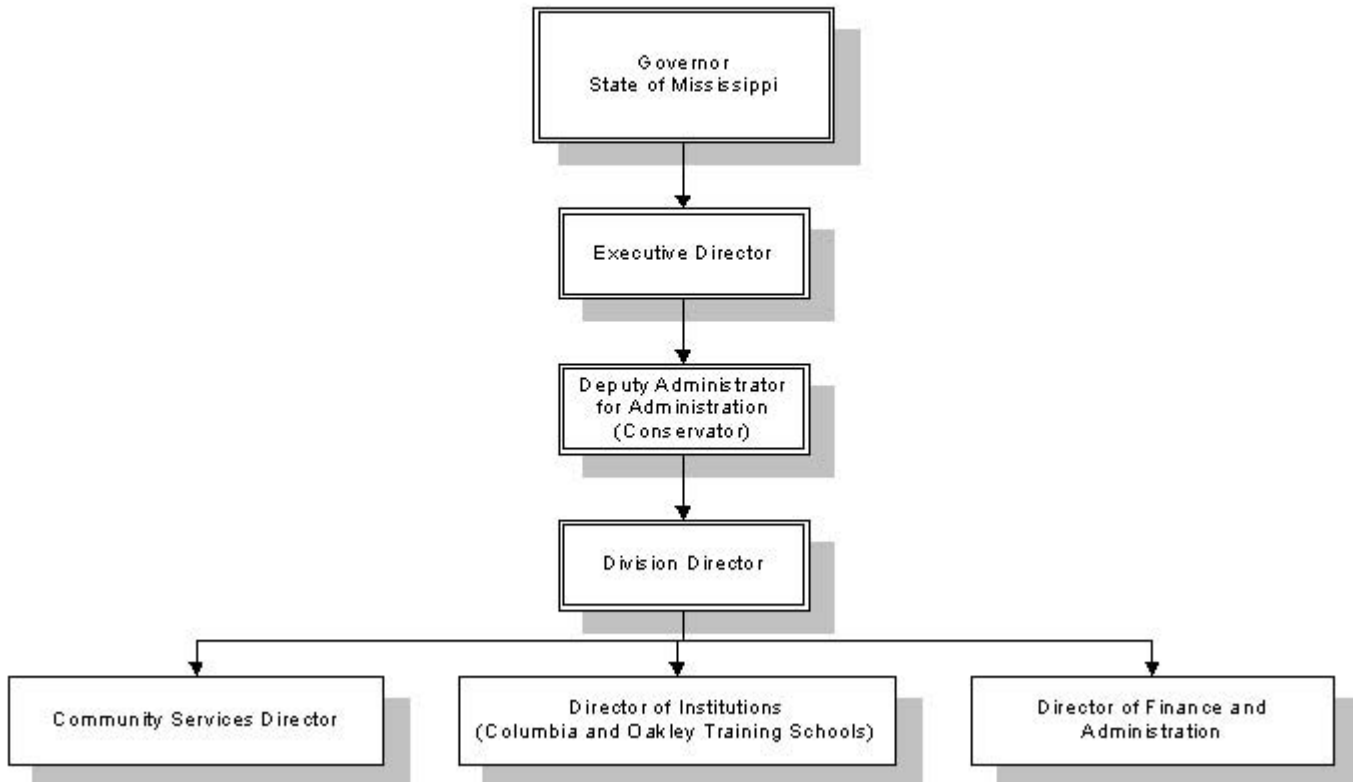 Governor
State of Mississippi
Executive Director
Deputy Administrator
for Administration
(Conservator)
Division Director
Community Services Director
Director of Institutions
(Columbia and Oakley Training Schools)
Director of Finance and
Administration